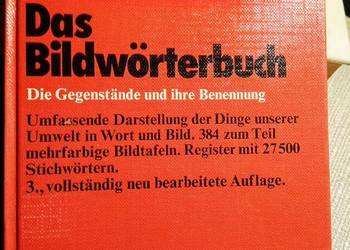 Das
Bildwörterbuch
Die Gegenstände und ihre Benennung
Umfassende Darstellung der Dinge unserer
Umwelt in Wort und Bild. 384 zum Teil
mehrfarbige Bildtafeln. Register mit 27500
Stichwörtern.
3., vollständig neu bearbeitete Auflage.